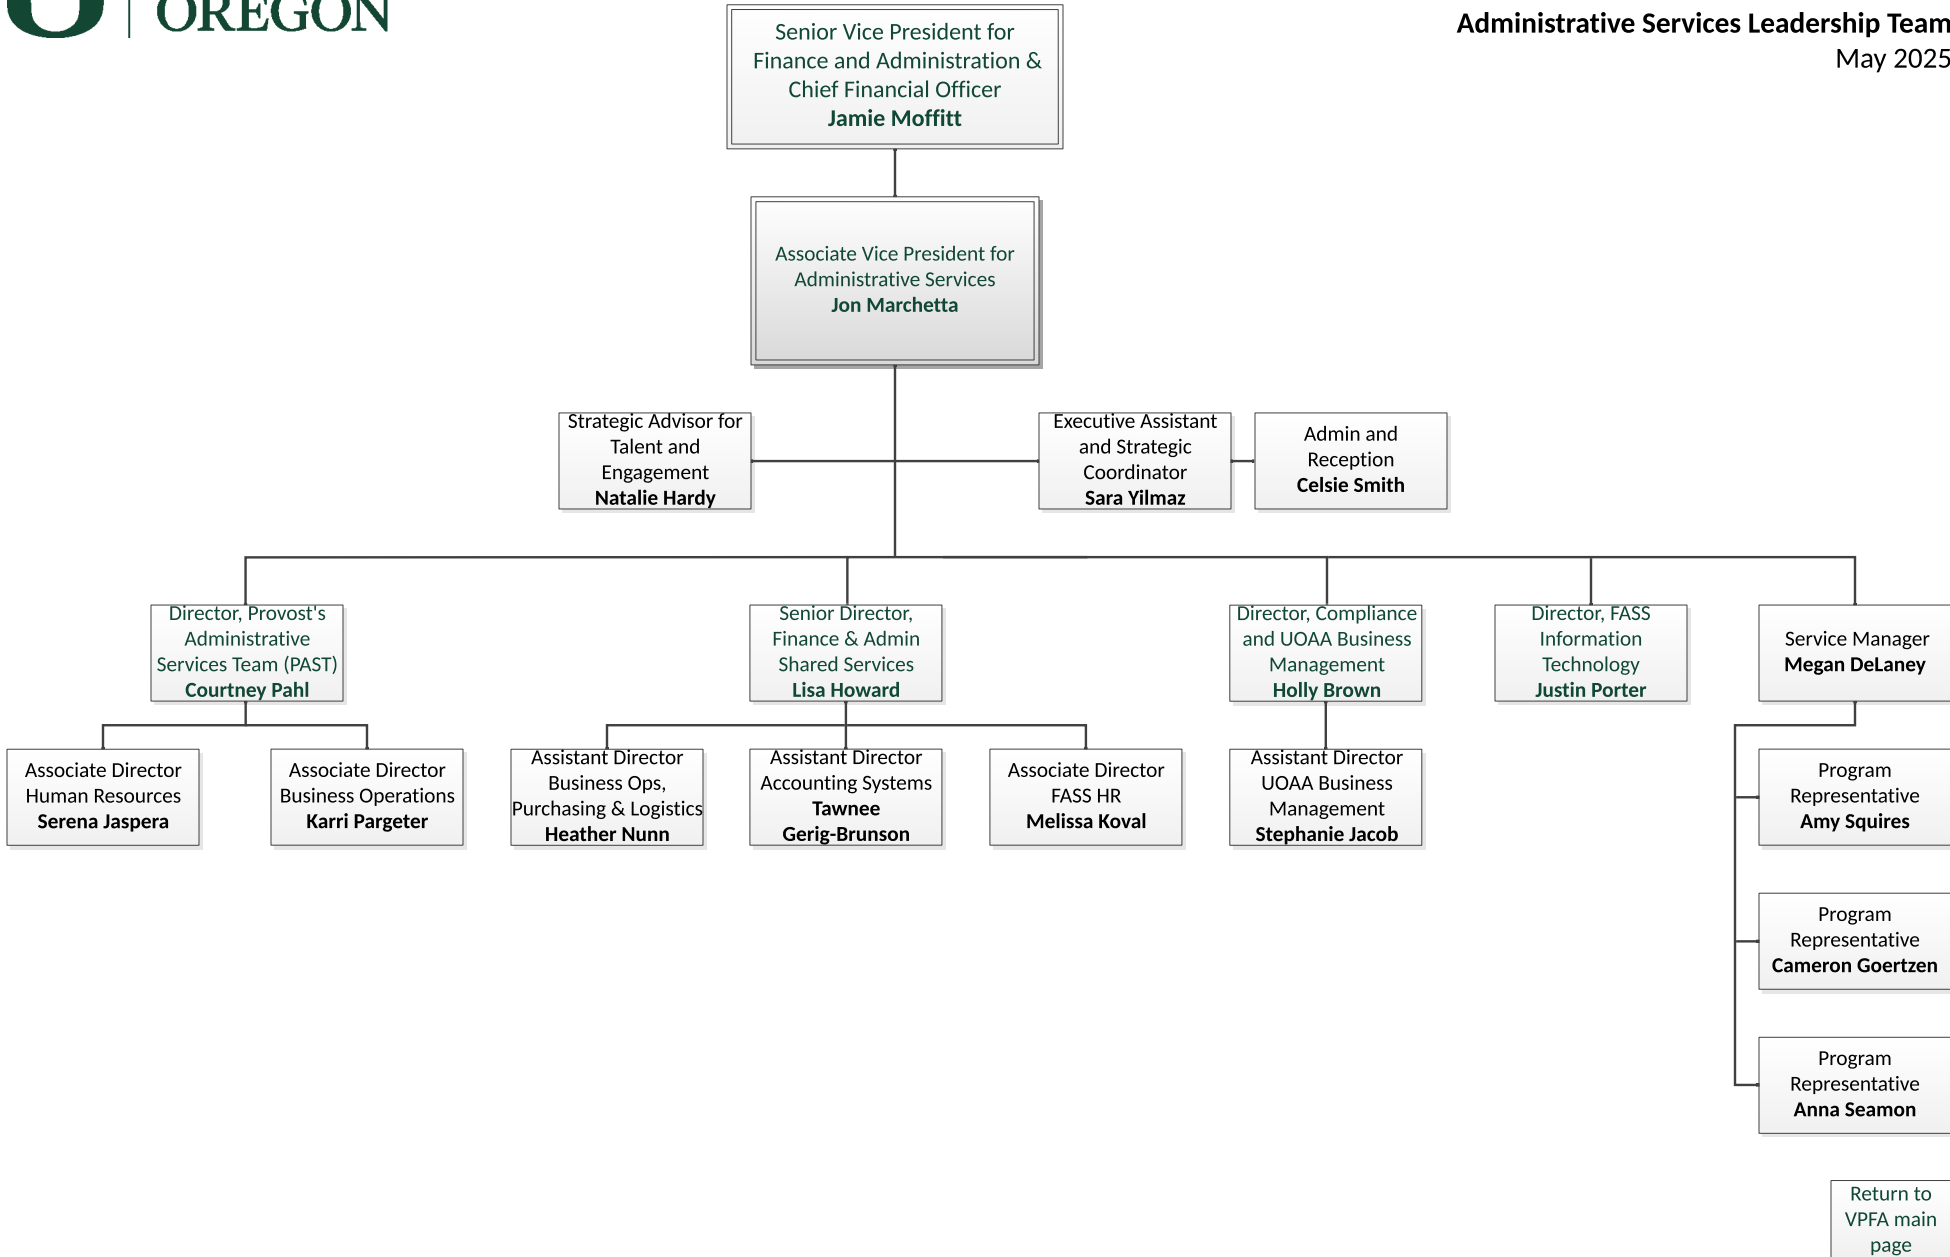 OREGON
Administrative Services Leadership Team
May 2025
Senior Vice President for
Finance and Administration &
Chief Financial Officer
Jamie Moffitt
Associate Vice President for
Administrative Services
Jon Marchetta
Strategic Advisor for
Talent and
Engagement
Natalie Hardy
Executive Assistant
and Strategic
Coordinator
Sara Yilmaz
Admin and
Reception
Celsie Smith
Director, Provost's
Administrative
Services Team (PAST)
Courtney Pahl
Senior Director,
Finance & Admin
Shared Services
Lisa Howard
Director, Compliance
and UOAA Business
Management
Holly Brown
Director, FASS
Information
Technology
Justin Porter
Service Manager
Megan DeLaney
Associate Director
Human Resources
Serena Jaspera
Associate Director
Business Operations
Karri Pargeter
Assistant Director
Business Ops,
Purchasing & Logistics
Heather Nunn
Assistant Director
Accounting Systems
Tawnee
Gerig-Brunson
Associate Director
FASS HR
Melissa Koval
Assistant Director
UOAA Business
Management
Stephanie Jacob
Program
Representative
Amy Squires
Program
Representative
Cameron Goertzen
Program
Representative
Anna Seamon
Return to
VPFA main
page